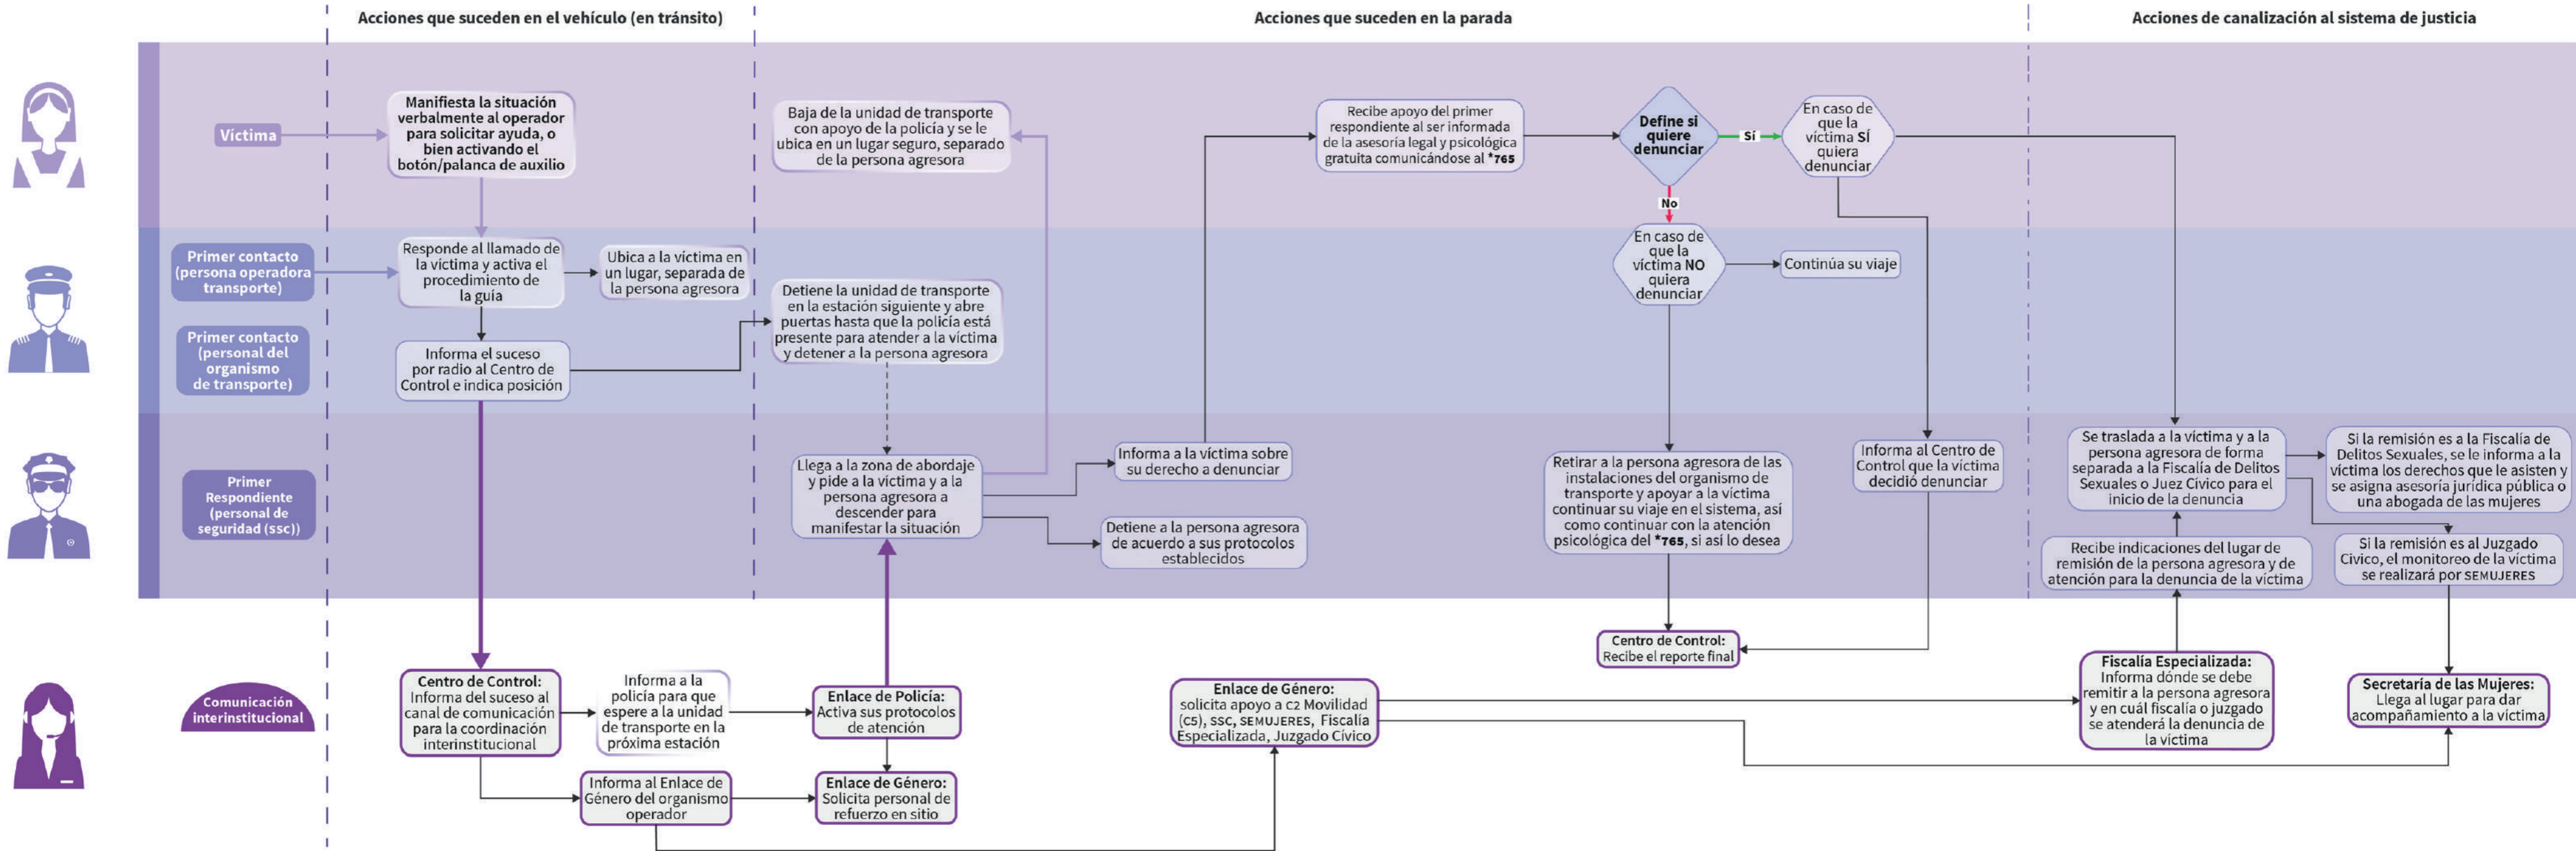 Acciones que suceden en el vehículo (en tránsito)
Acciones que suceden en la parada
Acciones de canalización al sistema de justicia
Víctima
Manifiesta la situación
verbalmente al operador
para solicitar ayuda, o
bien activando el
botón/palanca de auxilio
Baja de la unidad de transporte
con apoyo de la policía y se le
ubica en un lugar seguro, separado
de la persona agresora
Recibe apoyo del primer
respondiente al ser informada
de la asesoría legal y psicológica
gratuita comunicándose al *765
Define si
quiere
denunciar
Sí
No
En caso de
que la
víctima SÍ
quiera
denunciar
Primer contacto
(persona operadora
transporte)
Responde al llamado de
la víctima y activa el
procedimiento de
la guía
Ubica a la víctima en
un lugar, separada de
la persona agresora
Detiene la unidad de transporte
en la estación siguiente y abre
puertas hasta que la policía está
presente para atender a la víctima
y detener a la persona agresora
En caso de
que la
víctima NO
quiera
denunciar
Continúa su viaje
Primer contacto
(personal del
organismo
de transporte)
Informa el suceso
por radio al Centro de
Control e indica posición
Primer
Respondiente
(personal de
seguridad (SSC))
Llega a la zona de abordaje
y pide a la víctima y a la
persona agresora a
descender para
manifestar la situación
Informa a la víctima sobre
su derecho a denunciar
Detiene a la persona agresora
de acuerdo a sus protocolos
establecidos
Retirar a la persona agresora de las
instalaciones del organismo de
transporte y apoyar a la víctima
continuar su viaje en el sistema, así
como continuar con la atención
psicológica del *765, si así lo desea
Informa al Centro de
Control que la víctima
decidió denunciar
Se traslada a la víctima y a la
persona agresora de forma
separada a la Fiscalía de Delitos
Sexuales o Juez Cívico para el
inicio de la denuncia
Si la remisión es a la Fiscalía de
Delitos Sexuales, se le informa a la
víctima los derechos que le asisten y
se asigna asesoría jurídica pública o
una abogada de las mujeres
Recibe indicaciones del lugar de
remisión de la persona agresora y de
atención para la denuncia de la víctima
Si la remisión es al Juzgado
Cívico, el monitoreo de la víctima
se realizará por SEMUJERES
Comunicación
interinstitucional
Centro de Control:
Informa del suceso al
canal de comunicación
para la coordinación
interinstitucional
Informa a la
policía para que
espere a la unidad
de transporte en la
próxima estación
Enlace de Policía:
Activa sus protocolos
de atención
Informa al Enlace de
Género del organismo
operador
Enlace de Género:
Solicita personal de
refuerzo en sitio
Enlace de Género:
solicita apoyo a C2 Movilidad
(C5), SSC, SEMUJERES, Fiscalía
Especializada, Juzgado Cívico
Centro de Control:
Recibe el reporte final
Fiscalía Especializada:
Informa dónde se debe
remitir a la persona agresora
y en cuál fiscalía o juzgado
se atenderá la denuncia de
la víctima
Secretaría de las Mujeres:
Llega al lugar para dar
acompañamiento a la víctima